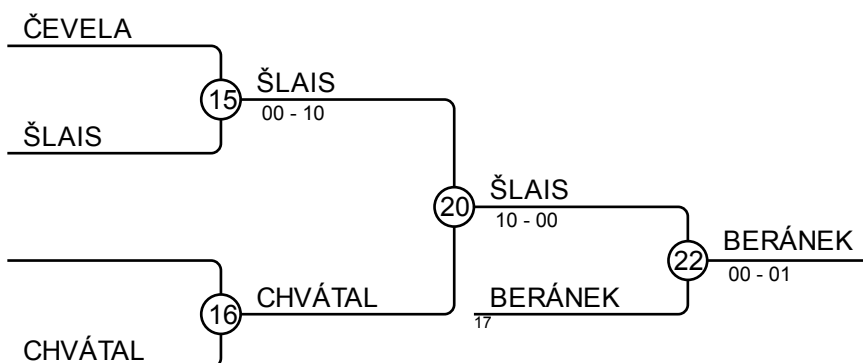 ČEVELA
15
ŠLAIS
00 - 10
ŠLAIS
20
ŠLAIS
10 - 00
22
BERÁNEK
00 - 01
16
CHVÁTAL
BERÁNEK
17
CHVÁTAL